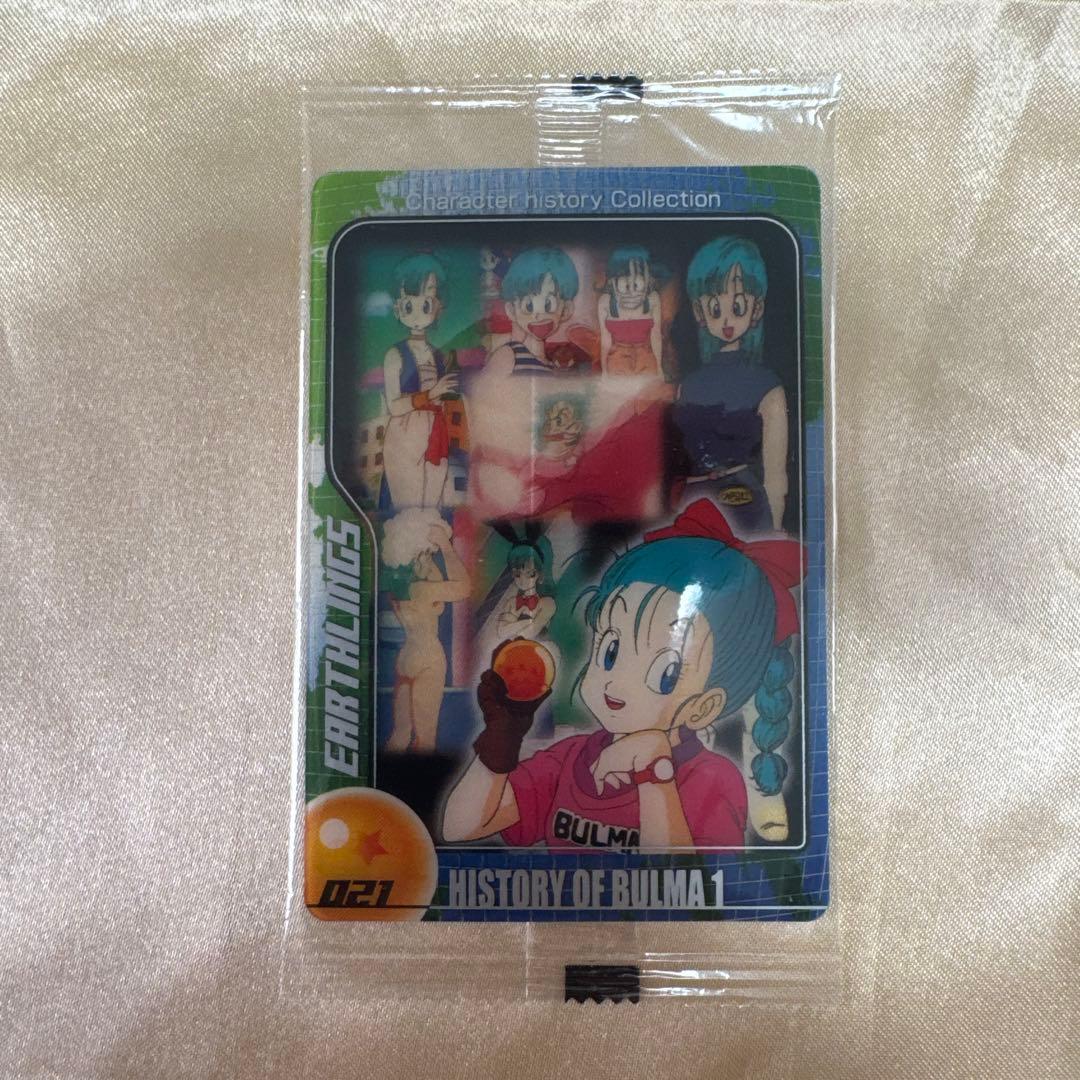 Character history Collection
EARTHLINGS
BULMA
021
HISTORY OF BULMA 1